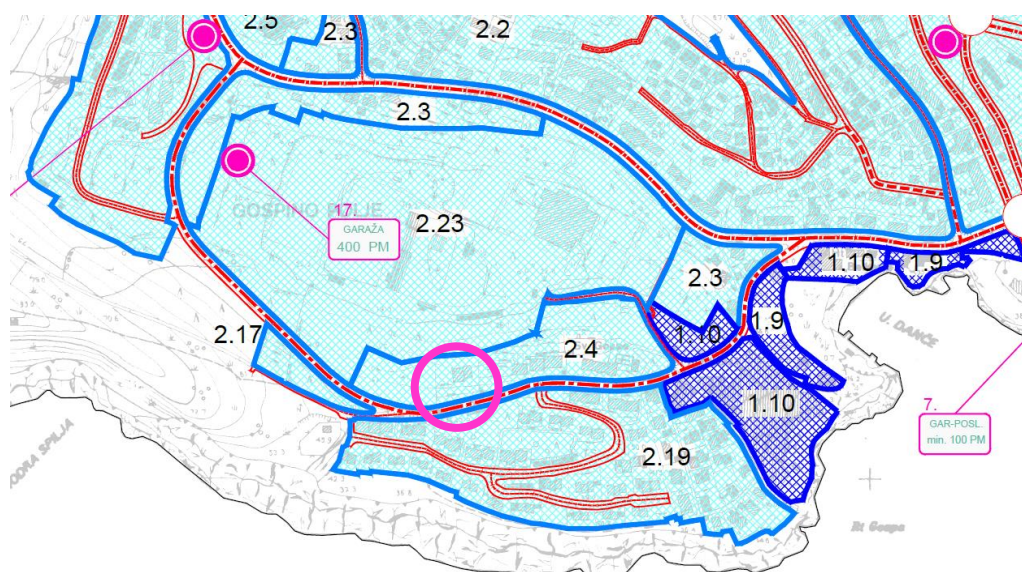 2.5
2.3
2.2
2.3
17.
GARAŽA
400 PM
GOSPINO POLJE
2.23
2.3
1.10
1.9
2.17
1.10
1.9
2.4
U. DANČE
1.10
7.
GAR-POSL.
min. 100 PM
2.19
Rt Gospa